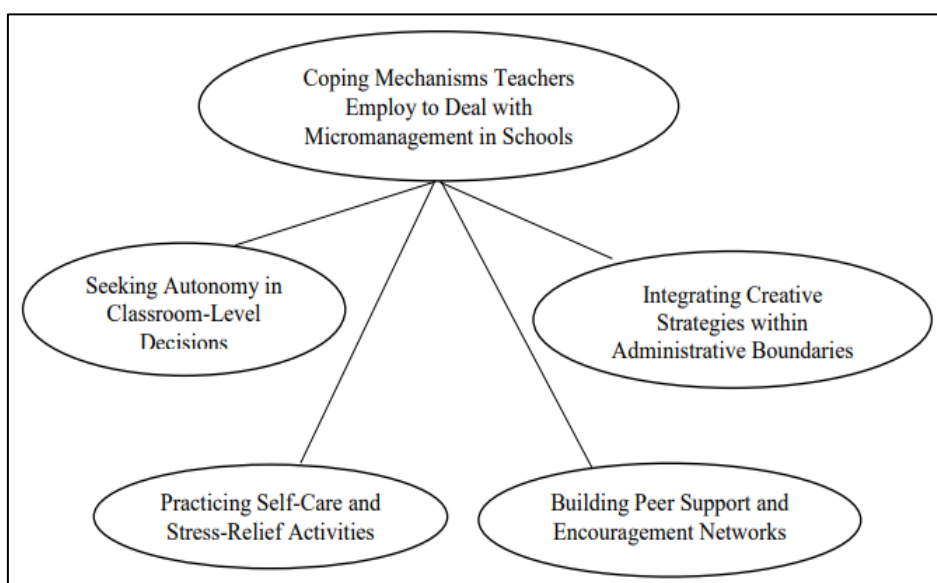 Coping Mechanisms Teachers
Employ to Deal with
Micromanagement in Schools
Seeking Autonomy in
Classroom-Level
Decisions
Integrating Creative
Strategies within
Administrative Boundaries
Practicing Self-Care and
Stress-Relief Activities
Building Peer Support and
Encouragement Networks